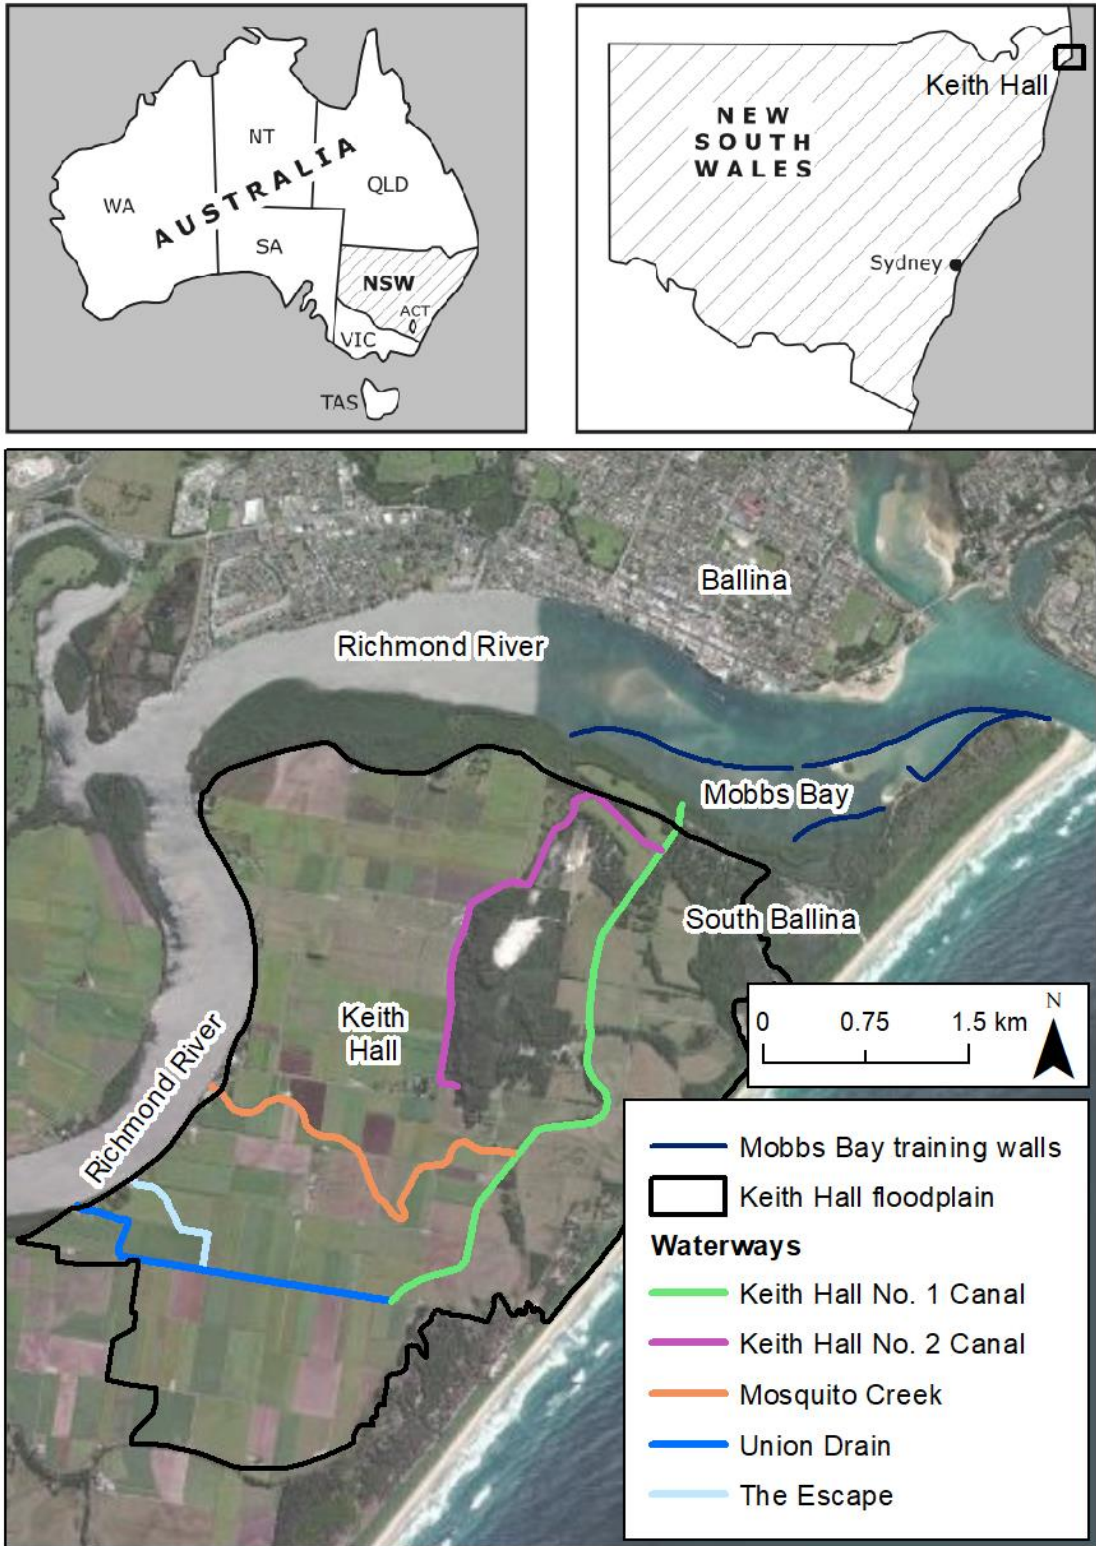 WA
NT
AUSTRALIA
QLD
SA
NSW
ACT
VIC
TAS
Keith Hall
NEW
SOUTH
WALES
Sydney
Ballina
Richmond River
Mobbs Bay
South Ballina
Keith
Hall
Richmond River
N
0 0.75 1.5 km
Mobbs Bay training walls
Keith Hall floodplain
Waterways
Keith Hall No. 1 Canal
Keith Hall No. 2 Canal
Mosquito Creek
Union Drain
The Escape